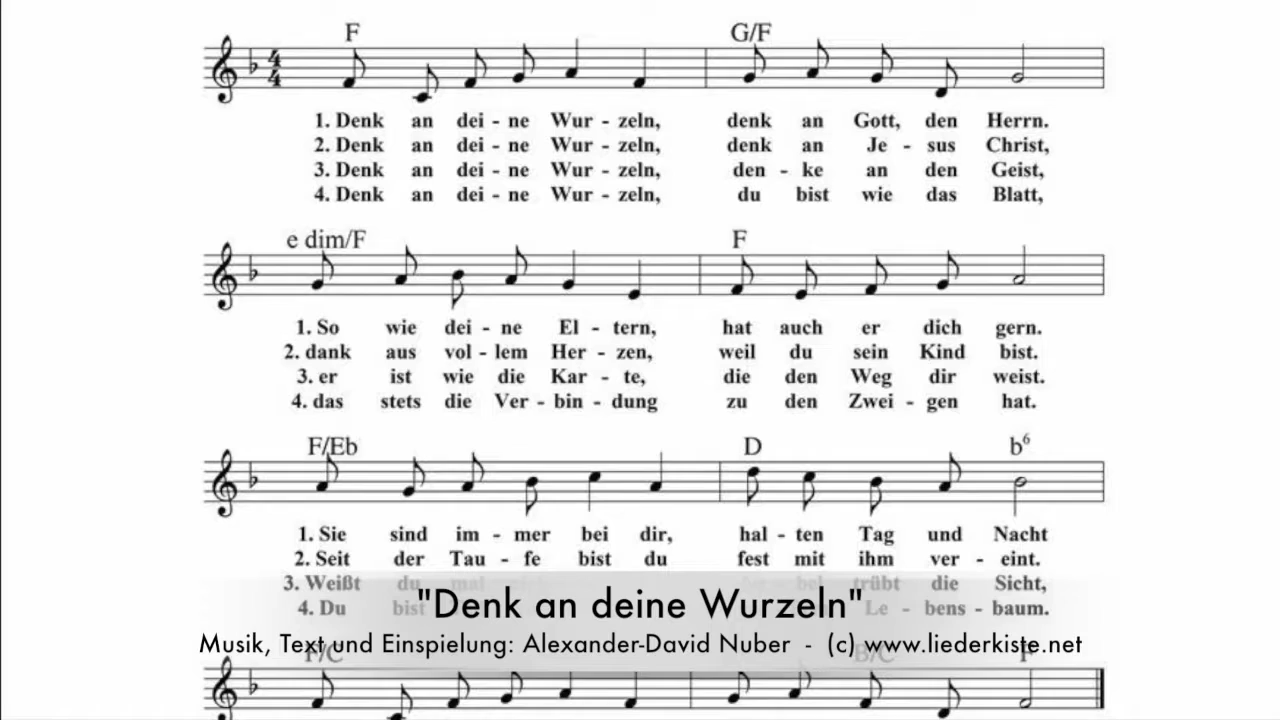 F G/F
1. Denk an dei - ne Wur - zeln, denk an Gott, den Herrn.
2. Denk an dei - ne Wur - zeln, denk an Je - sus Christ,
3. Denk an dei - ne Wur - zeln, den - ke an den Geist,
4. Denk an dei - ne Wur - zeln, du bist wie das Blatt,
e dim/F F
1. So wie dei - ne El - tern, hat auch er dich gern.
2. dank aus vol - lem Her - zen, weil du sein Kind bist.
3. er ist wie die Kar - te, die den Weg dir weist.
4. das stets die Ver - bin - dung zu den Zwei - gen hat.
F/Eb D b6
1. Sie sind im - mer bei dir, hal - ten Tag und Nacht
2. Seit der Tau - fe bist du fest mit ihm ver - eint.
3. Weißt du mal trübt die Sicht,
4. Du bist Le - bens - baum.
"Denk an deine Wurzeln"
Musik, Text und Einspielung: Alexander-David Nuber - (c) www.liederkiste.net
F/C B/C F